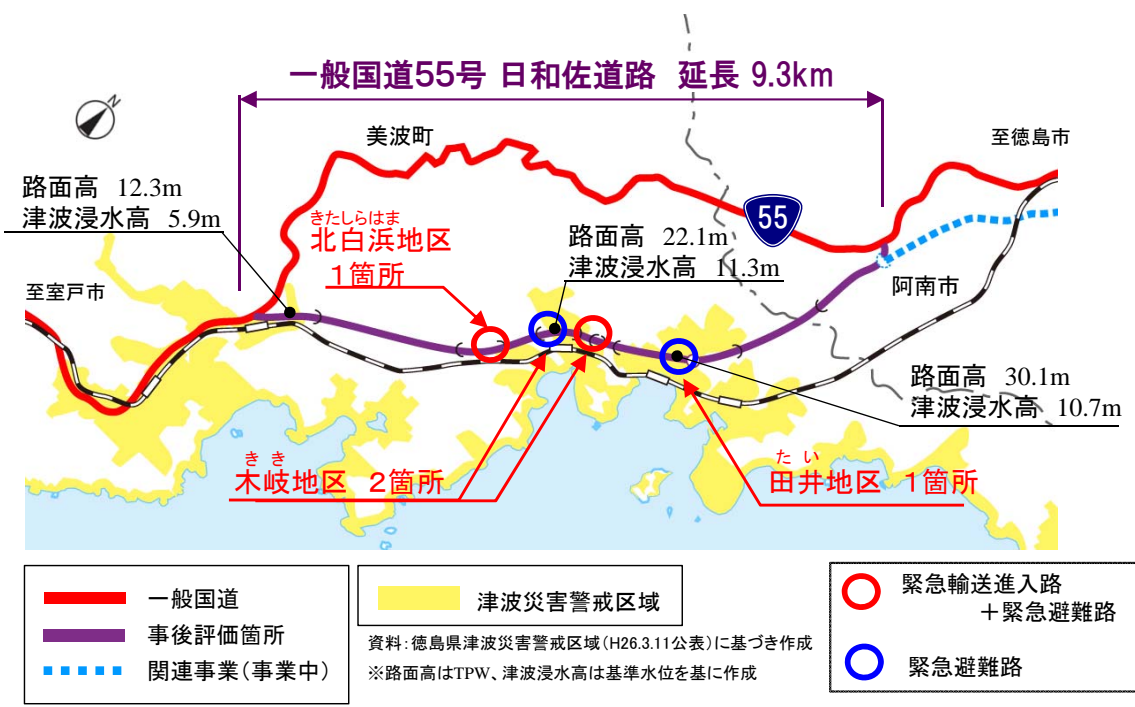 一般国道55号 日和佐道路 延長 9.3km
N
美波町
至徳島市
路面高 12.3m
津波浸水高 5.9m
きたしらはま
北白浜地区
1箇所
55
路面高 22.1m
津波浸水高 11.3m
至室戸市
阿南市
路面高 30.1m
津波浸水高 10.7m
きき
木岐地区 2箇所
たい
田井地区 1箇所
一般国道
事後評価箇所
関連事業(事業中)
津波災害警戒区域
資料:徳島県津波災害警戒区域(H26.3.11公表)に基づき作成
※路面高はTPW、津波浸水高は基準水位を基に作成
緊急輸送進入路
+緊急避難路
緊急避難路